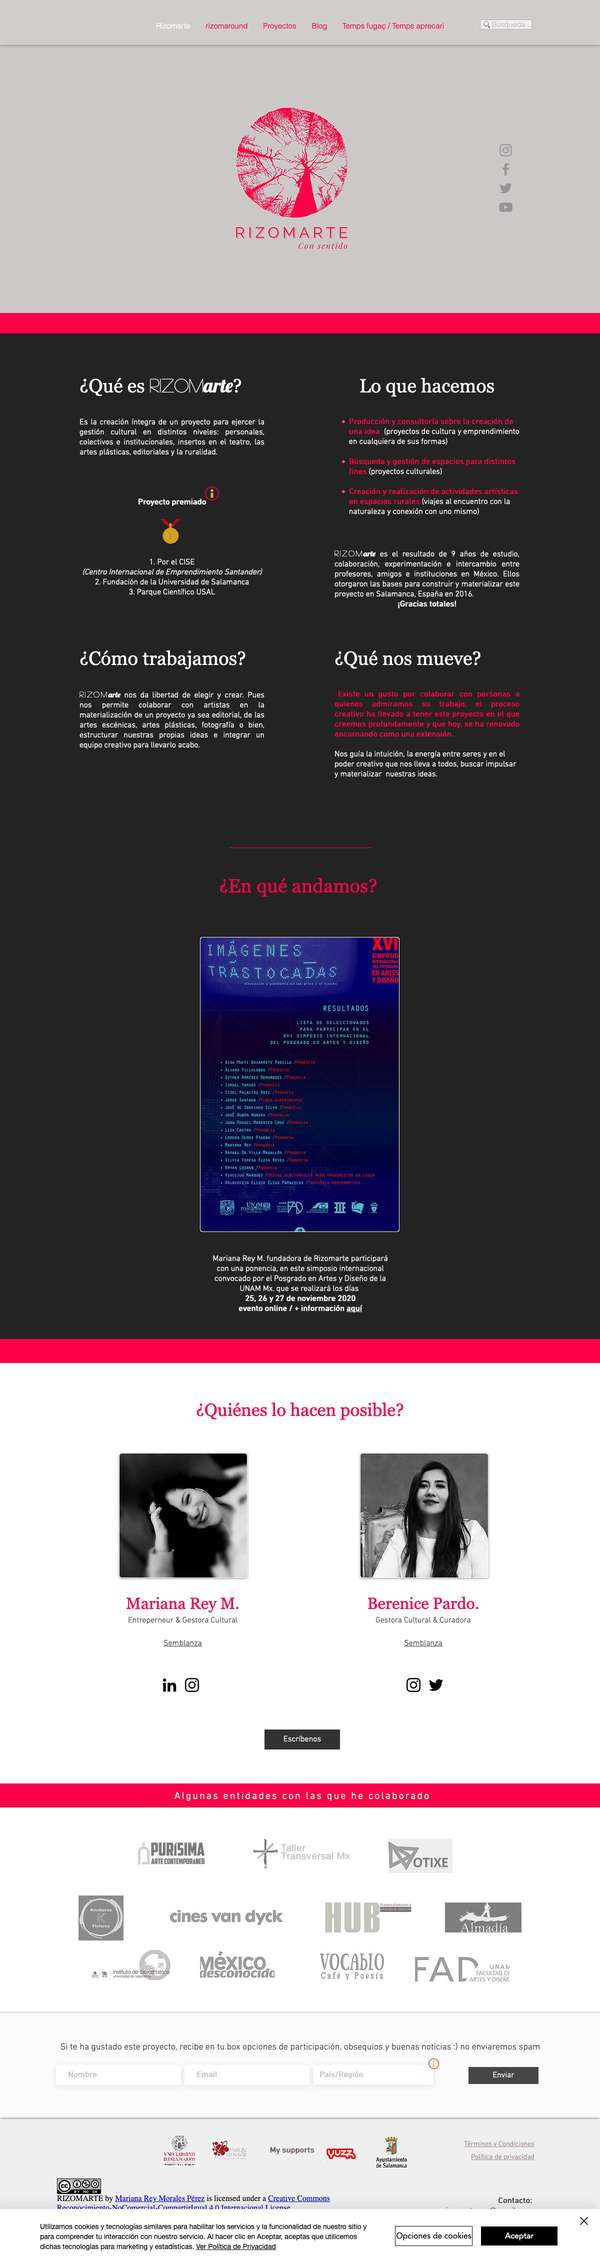 Rizomarte rizomaround Proyectos Blog Temps fugaç / Temps aprecari
Búsqueda
RIZOMARTE
Con sentido
¿Qué es RIZOMarte?
Es la creación íntegra de un proyecto para ejercer la
gestión cultural en distintos niveles: personales,
colectivos e institucionales, insertos en el teatro, las
artes plásticas, editoriales y la ruralidad.
Proyecto premiado
1. Por el CISE
(Centro Internacional de Emprendimiento Santander)
2. Fundación de la Universidad de Salamanca
3. Parque Científico USAL
Lo que hacemos
Producción y consultoría sobre la creación de
una idea (proyectos de cultura y emprendimiento
en cualquiera de sus formas)
Búsqueda y gestión de espacios para distintos
fines (proyectos culturales)
Creación y realización de actividades artísticas
en espacios rurales (viajes al encuentro con la
naturaleza y conexión con uno mismo)
RIZOMarte es el resultado de 9 años de estudio,
colaboración, experimentación e intercambio entre
profesores, amigos e instituciones en México. Ellos
otorgaron las bases para construir y materializar este
proyecto en Salamanca, España en 2016.
¡Gracias totales!
¿Cómo trabajamos?
RIZOMarte nos da libertad de elegir y crear. Pues
nos permite colaborar con artistas en la
materialización de un proyecto ya sea editorial, de las
artes escénicas, artes plásticas, fotografía o bien,
estructurar nuestras propias ideas e integrar un
equipo creativo para llevarlo acabo.
¿Qué nos mueve?
Existe un gusto por colaborar con personas a
quienes admiramos su trabajo, el proceso
creativo ha llevado a tener este proyecto en el que
creemos profundamente y que hoy, se ha renovado
encarnando como una extensión.
Nos guía la intuición, la energía entre seres y en el
poder creativo que nos lleva a todos, buscar impulsar
y materializar nuestras ideas.
¿En qué andamos?
IMÁGENES_
TRASTOCADAS
XVI
SIMPOSIO
INTERNACIONAL
DEL POSGRADO
EN ARTES
Y DISEÑO
RESULTADOS
LISTA DE SELECCIONADOS
PARA PARTICIPAR EN EL
XVI SIMPOSIO INTERNACIONAL
DEL POSGRADO EN ARTES Y DISEÑO
Mariana Rey M. fundadora de Rizomarte participará
con una ponencia, en este simposio internacional
convocado por el Posgrado en Artes y Diseño de la
UNAM Mx. que se realizará los días
25, 26 y 27 de noviembre 2020
evento online / + información aquí
¿Quiénes lo hacen posible?
Mariana Rey M.
Entreperneur & Gestora Cultural
Semblanza
Berenice Pardo.
Gestora Cultural & Curadora
Semblanza
Escríbenos
Algunas entidades con las que he colaborado
PURÍSIMA
ARTE CONTEMPORÁNEO
Taller
Transversal Mx
OTIXE
K
cines van dyck
HUB
Almadía
instituto de iberoamérica
México
desconocido
VOCABLO
Café y Poesía
FAD
UNAM
FACULTAD DE
ARTES Y DISEÑO
Si te ha gustado este proyecto, recibe en tu box opciones de participación, obsequios y buenas noticias :) no enviaremos spam
Nombre Email País/Región Enviar
My supports
YUZZ
Ayuntamiento
de Salamanca
Términos y Condiciones
Política de privacidad
RIZOMARTE by Mariana Rey Morales Pérez is licensed under a Creative Commons
Reconocimiento-NoComercial-CompartirIgual 4.0 Internacional License
Contacto:
Utilizamos cookies y tecnologías similares para habilitar los servicios y la funcionalidad de nuestro sitio y
para comprender tu interacción con nuestro servicio. Al hacer clic en Aceptar, aceptas que utilicemos
dichas tecnologías para marketing y estadísticas. Ver Política de Privacidad
Opciones de cookies
Aceptar